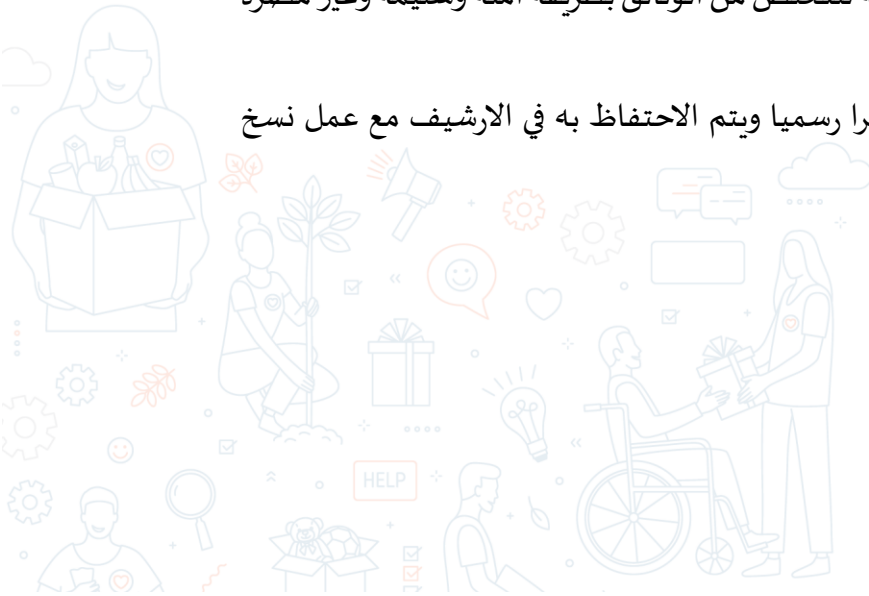 للتخلص من الوثائق بطريقة آمنة وسليمة وغير مضرة
رسميا ويتم الاحتفاظ به في الارشيف مع عمل نسخ
HELP